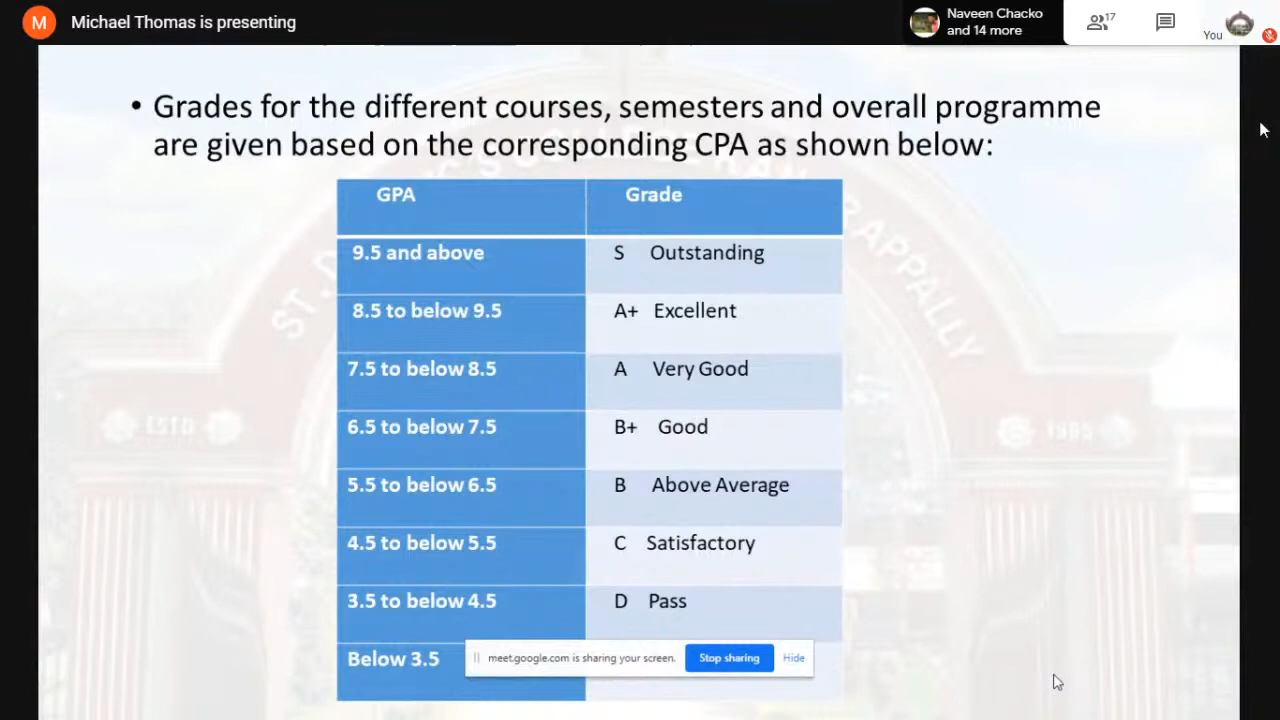 M Michael Thomas is presenting
Naveen Chacko
and 14 more
17
You
• Grades for the different courses, semesters and overall programme
are given based on the corresponding CPA as shown below:
GPA Grade
9.5 and above S Outstanding
8.5 to below 9.5 A+ Excellent
7.5 to below 8.5 A Very Good
6.5 to below 7.5 B+ Good
5.5 to below 6.5 B Above Average
4.5 to below 5.5 C Satisfactory
3.5 to below 4.5 D Pass
Below 3.5
meet.google.com is sharing your screen. Stop sharing Hide
ESTD